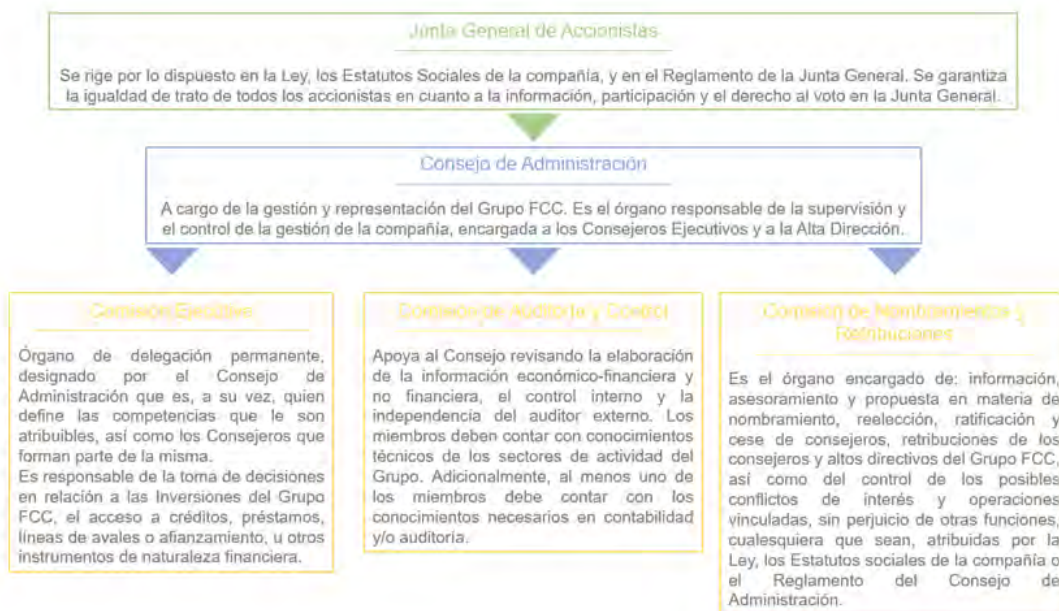 Junta General de Accionistas
Se rige por lo dispuesto en la Ley, los Estatutos Sociales de la compañía, y en el Reglamento de la Junta General. Se garantiza
la igualdad de trato de todos los accionistas en cuanto a la información, participación y el derecho al voto en la Junta General.
Consejo de Administración
A cargo de la gestión y representación del Grupo FCC. Es el órgano responsable de la supervisión y
el control de la gestión de la compañía, encargada a los Consejeros Ejecutivos y a la Alta Dirección.
Comisión Ejecutiva
Órgano de delegación permanente,
designado por el Consejo de
Administración que es, a su vez, quien
define las competencias que le son
atribuibles, así como los Consejeros que
forman parte de la misma.
Es responsable de la toma de decisiones
en relación a las Inversiones del Grupo
FCC, el acceso a créditos, préstamos,
líneas de avales o afianzamiento, u otros
instrumentos de naturaleza financiera.
Comisión de Auditoría y Control
Apoya al Consejo revisando la elaboración
de la información económico-financiera y
no financiera, el control interno y la
independencia del auditor externo. Los
miembros deben contar con conocimientos
técnicos de los sectores de actividad del
Grupo. Adicionalmente, al menos uno de
los miembros debe contar con los
conocimientos necesarios en contabilidad
y/o auditoría.
Comisión de Nombramientos y
Retribuciones
Es el órgano encargado de: información,
asesoramiento y propuesta en materia de
nombramiento, reelección, ratificación y
cese de consejeros, retribuciones de los
consejeros y altos directivos del Grupo FCC,
así como del control de los posibles
conflictos de interés y operaciones
vinculadas, sin perjuicio de otras funciones,
cualesquiera que sean, atribuidas por la
Ley, los Estatutos sociales de la compañía o
el Reglamento del Consejo de
Administración.